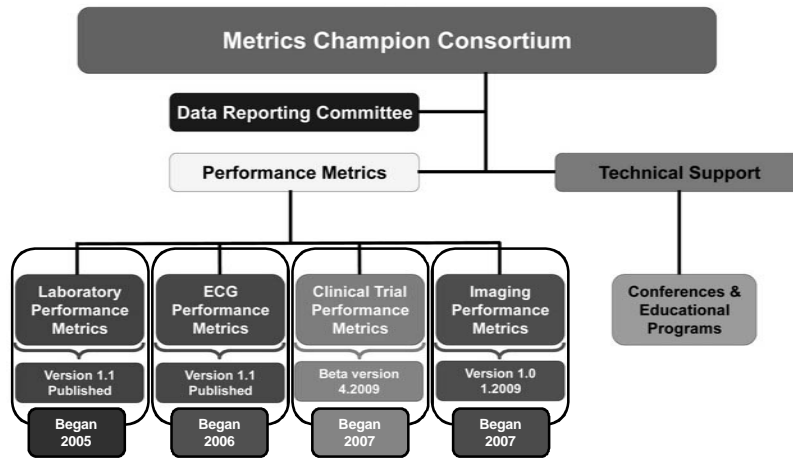 Metrics Champion Consortium
Data Reporting Committee
Performance Metrics
Technical Support
Laboratory
Performance
Metrics
Version 1.1
Published
Began
2005
ECG
Performance
Metrics
Version 1.1
Published
Began
2006
Clinical Trial
Performance
Metrics
Beta version
4.2009
Began
2007
Imaging
Performance
Metrics
Version 1.0
1.2009
Began
2007
Conferences &
Educational
Programs